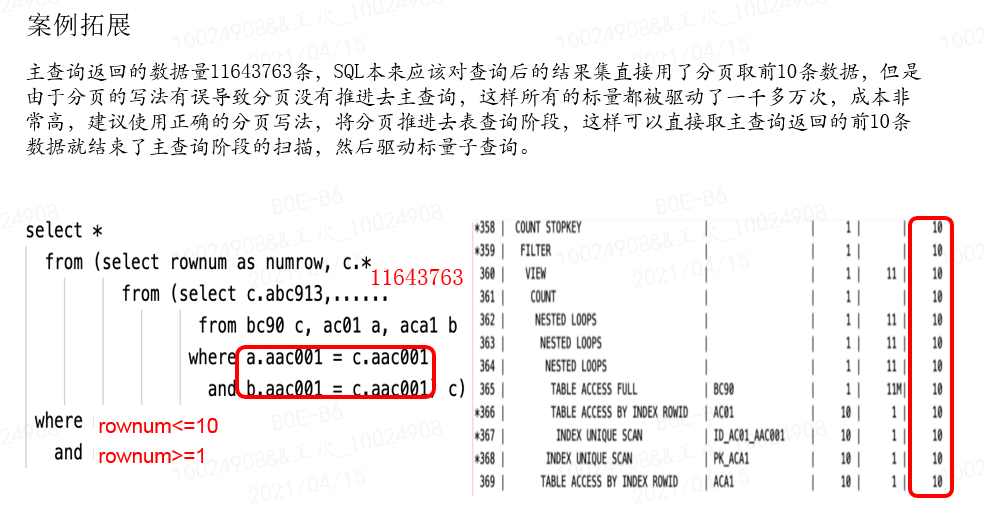 案例拓展
主查询返回的数据量11643763条，SQL本来应该对查询后的结果集直接用了分页取前10条数据，但是
由于分页的写法有误导致分页没有推进去主查询，这样所有的标量都被驱动了一千多万次，成本非
常高，建议使用正确的分页写法，将分页推进去表查询阶段，这样可以直接取主查询返回的前10条
数据就结束了主查询阶段的扫描，然后驱动标量子查询。
select *
from (select rownum as numrow, c.*
11643763
from (select c.abc913,......
from bc90 c, ac01 a, aca1 b
where a.aac001 = c.aac001
and b.aac001 = c.aac001) c)
where rownum<=10
and rownum>=1
*358 | COUNT STOPKEY | | 1 | | 10
*359 | FILTER | | 1 | | 10
360 | VIEW | | 1 | 11 | 10
361 | COUNT | | 1 | | 10
362 | NESTED LOOPS | | 1 | 11 | 10
363 | NESTED LOOPS | | 1 | 11 | 10
364 | NESTED LOOPS | | 1 | 11 | 10
365 | TABLE ACCESS FULL | BC90 | 1 | 11M| 10
*366 | TABLE ACCESS BY INDEX ROWID | AC01 | 10 | 1 | 10
*367 | INDEX UNIQUE SCAN | ID_AC01_AAC001 | 10 | 1 | 10
*368 | INDEX UNIQUE SCAN | PK_ACA1 | 10 | 1 | 10
369 | TABLE ACCESS BY INDEX ROWID | ACA1 | 10 | 1 | 10
10024908&&王欢_10024908
2021/04/15
BOE-B6